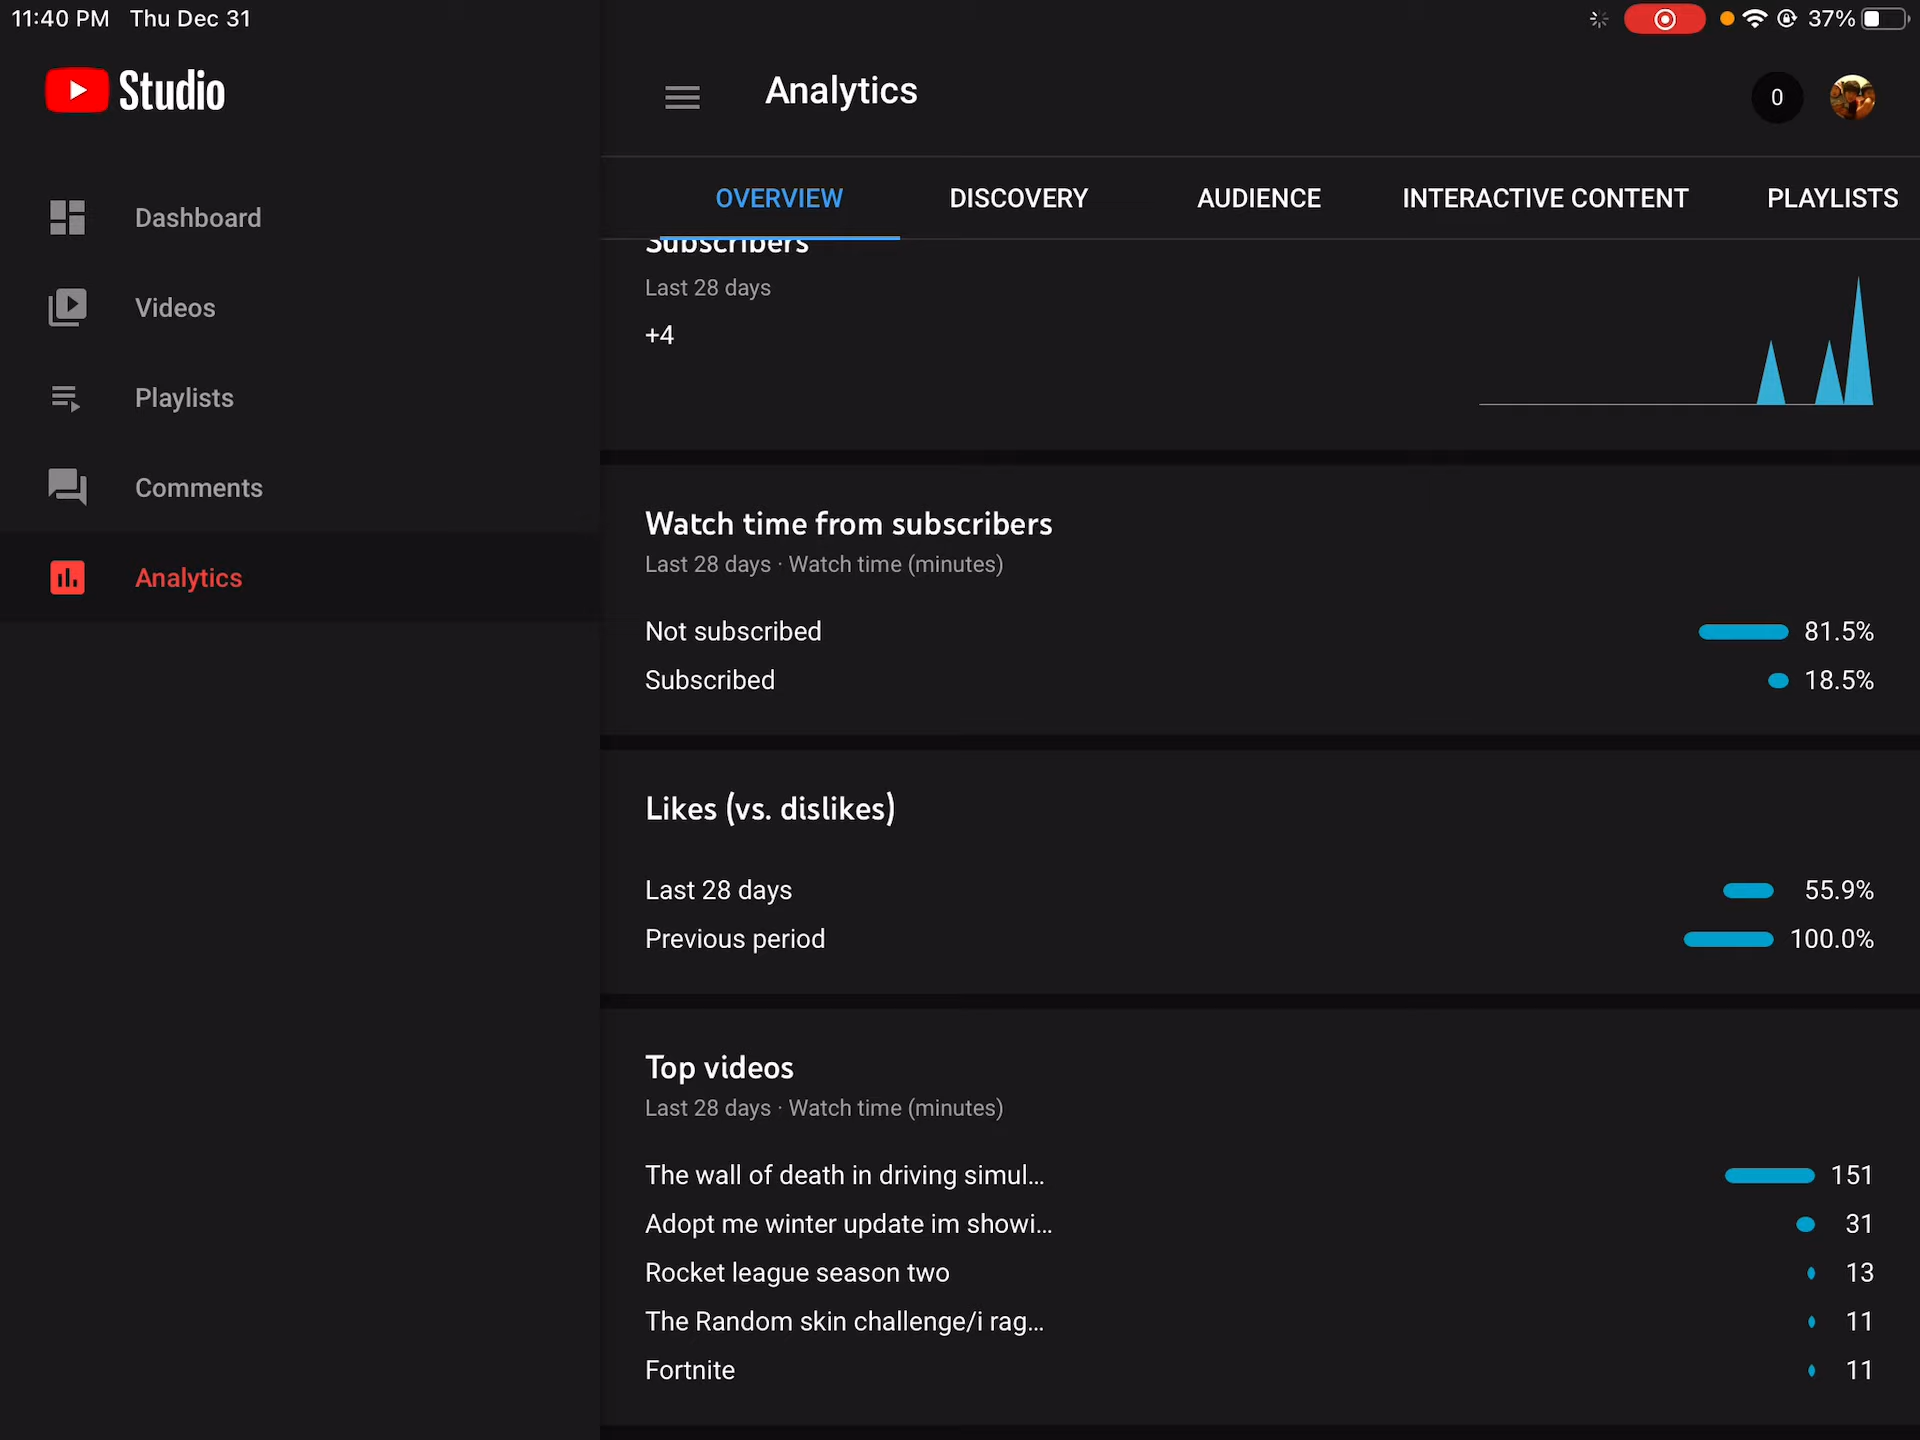 11:40 PM Thu Dec 31
37%
Studio
Analytics
0
Dashboard
Videos
Playlists
Comments
Analytics
OVERVIEW
DISCOVERY
AUDIENCE
INTERACTIVE CONTENT
PLAYLISTS
Subscribers
Last 28 days
+4
Watch time from subscribers
Last 28 days · Watch time (minutes)
Not subscribed 81.5%
Subscribed 18.5%
Likes (vs. dislikes)
Last 28 days 55.9%
Previous period 100.0%
Top videos
Last 28 days · Watch time (minutes)
The wall of death in driving simul... 151
Adopt me winter update im showi... 31
Rocket league season two 13
The Random skin challenge/i rag... 11
Fortnite 11